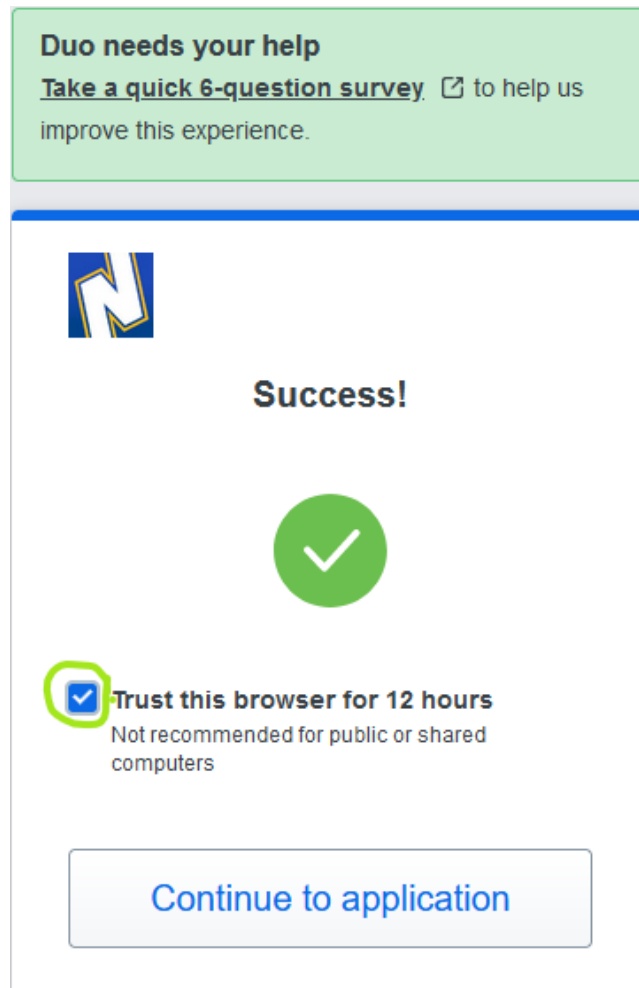 Duo needs your help
Take a quick 6-question survey to help us
improve this experience.
N
Success!
Trust this browser for 12 hours
Not recommended for public or shared
computers
Continue to application